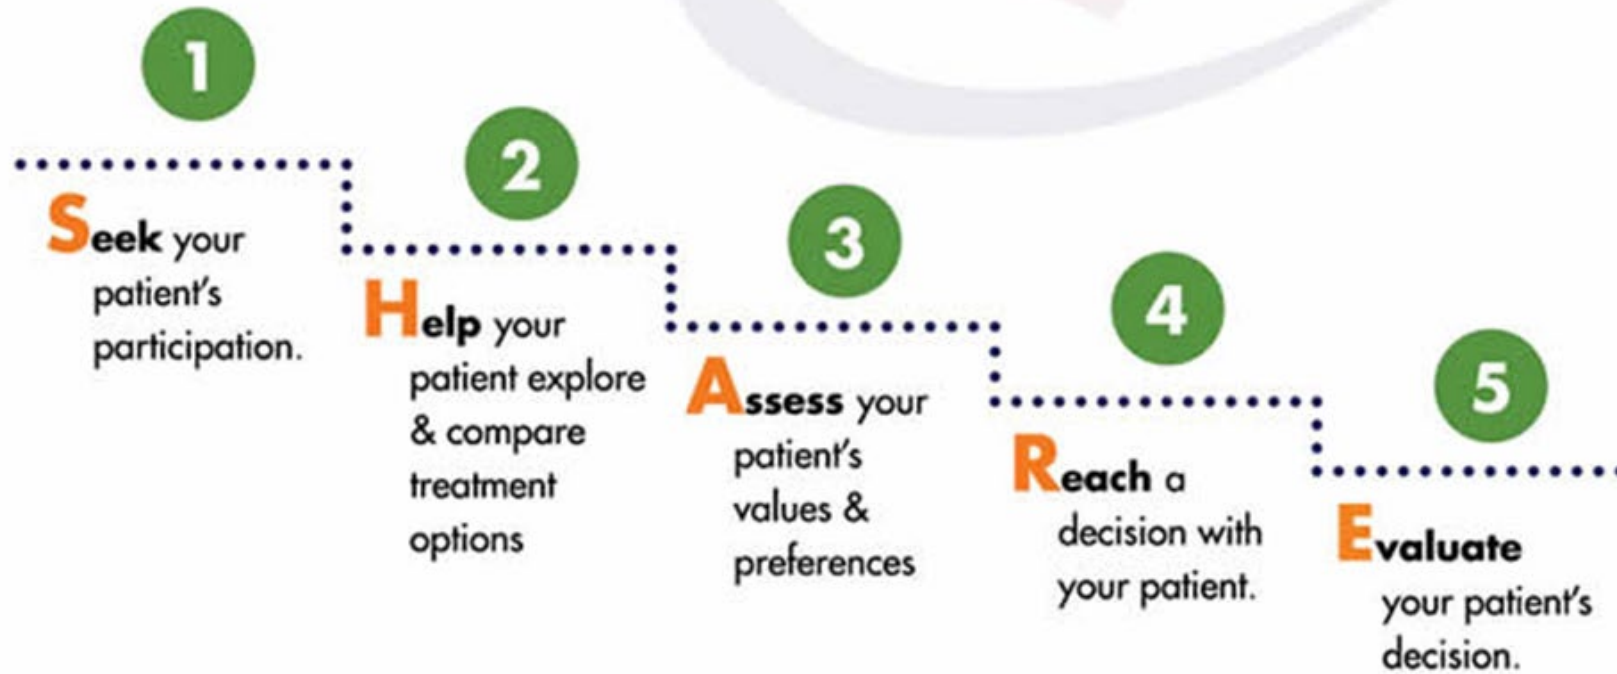 1
Seek your
patient's
participation.
2
Help your
patient explore
& compare
treatment
options
3
Assess your
patient's
values &
preferences
4
Reach a
decision with
your patient.
5
Evaluate
your patient's
decision.